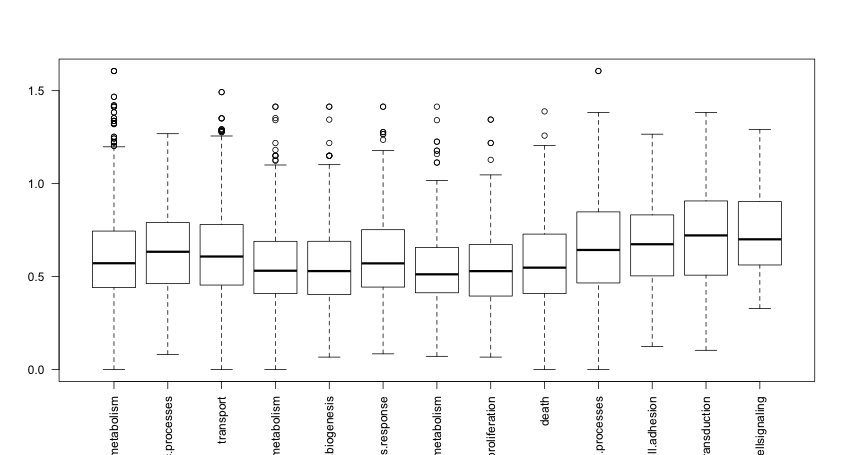 1.5
1.0
0.5
0.0
metabolism
.processes
transport
metabolism
biogenesis
s.response
metabolism
roliferation
death
.processes
ll.adhesion
ansduction
ellsignaling